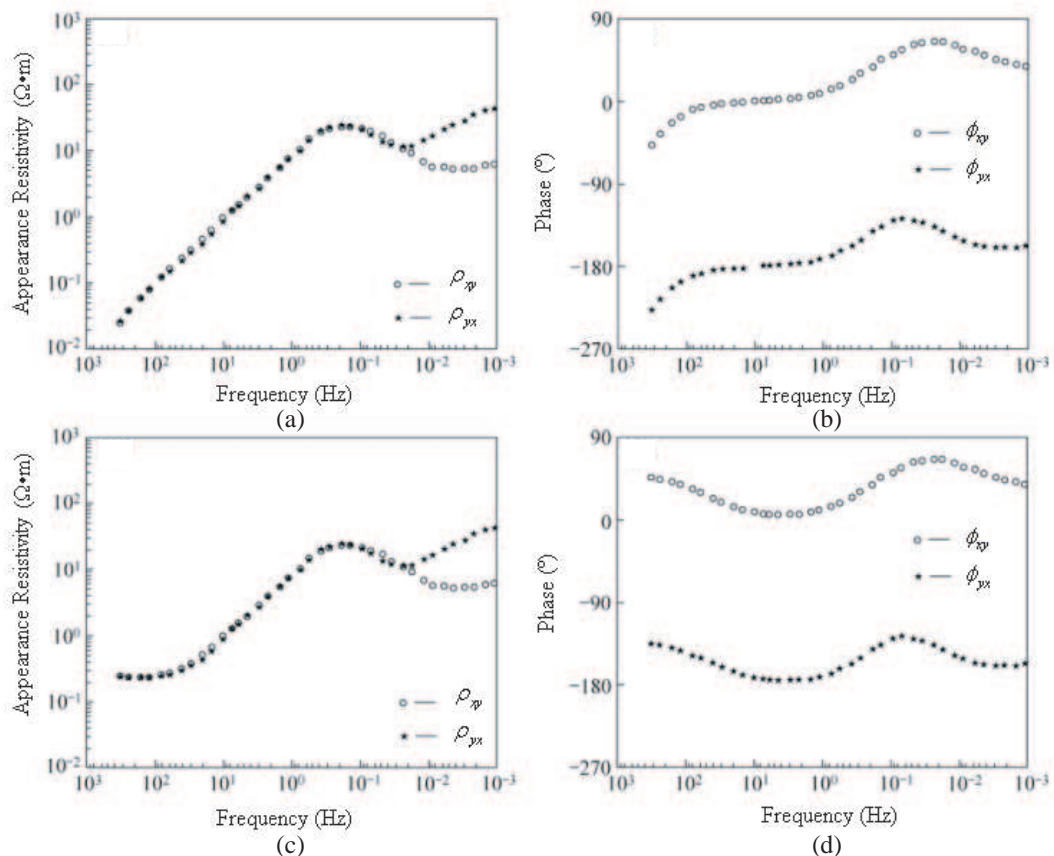 Appearance Resistivity (Ω•m)
10³
10²
10¹
10⁰
10⁻¹
10⁻²
10³ 10² 10¹ 10⁰ 10⁻¹ 10⁻² 10⁻³
Frequency (Hz)
(a)
ρxy
ρyx
Phase (°)
90
0
−90
−180
−270
10³ 10² 10¹ 10⁰ 10⁻¹ 10⁻² 10⁻³
Frequency (Hz)
(b)
ϕxy
ϕyx
Appearance Resistivity (Ω•m)
10³
10²
10¹
10⁰
10⁻¹
10⁻²
10³ 10² 10¹ 10⁰ 10⁻¹ 10⁻² 10⁻³
Frequency (Hz)
(c)
ρxy
ρyx
Phase (°)
90
0
−90
−180
−270
10³ 10² 10¹ 10⁰ 10⁻¹ 10⁻² 10⁻³
Frequency (Hz)
(d)
ϕxy
ϕyx